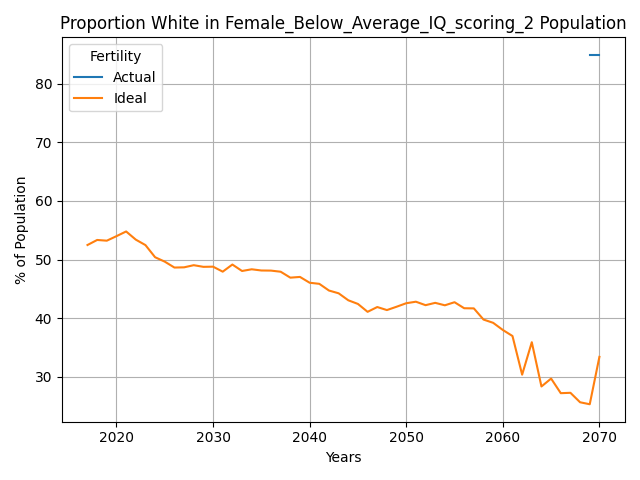 Proportion White in Female_Below_Average_IQ_scoring_2 Population
Fertility
Actual
Ideal
80
70
60
50
40
30
% of Population
2020 2030 2040 2050 2060 2070
Years